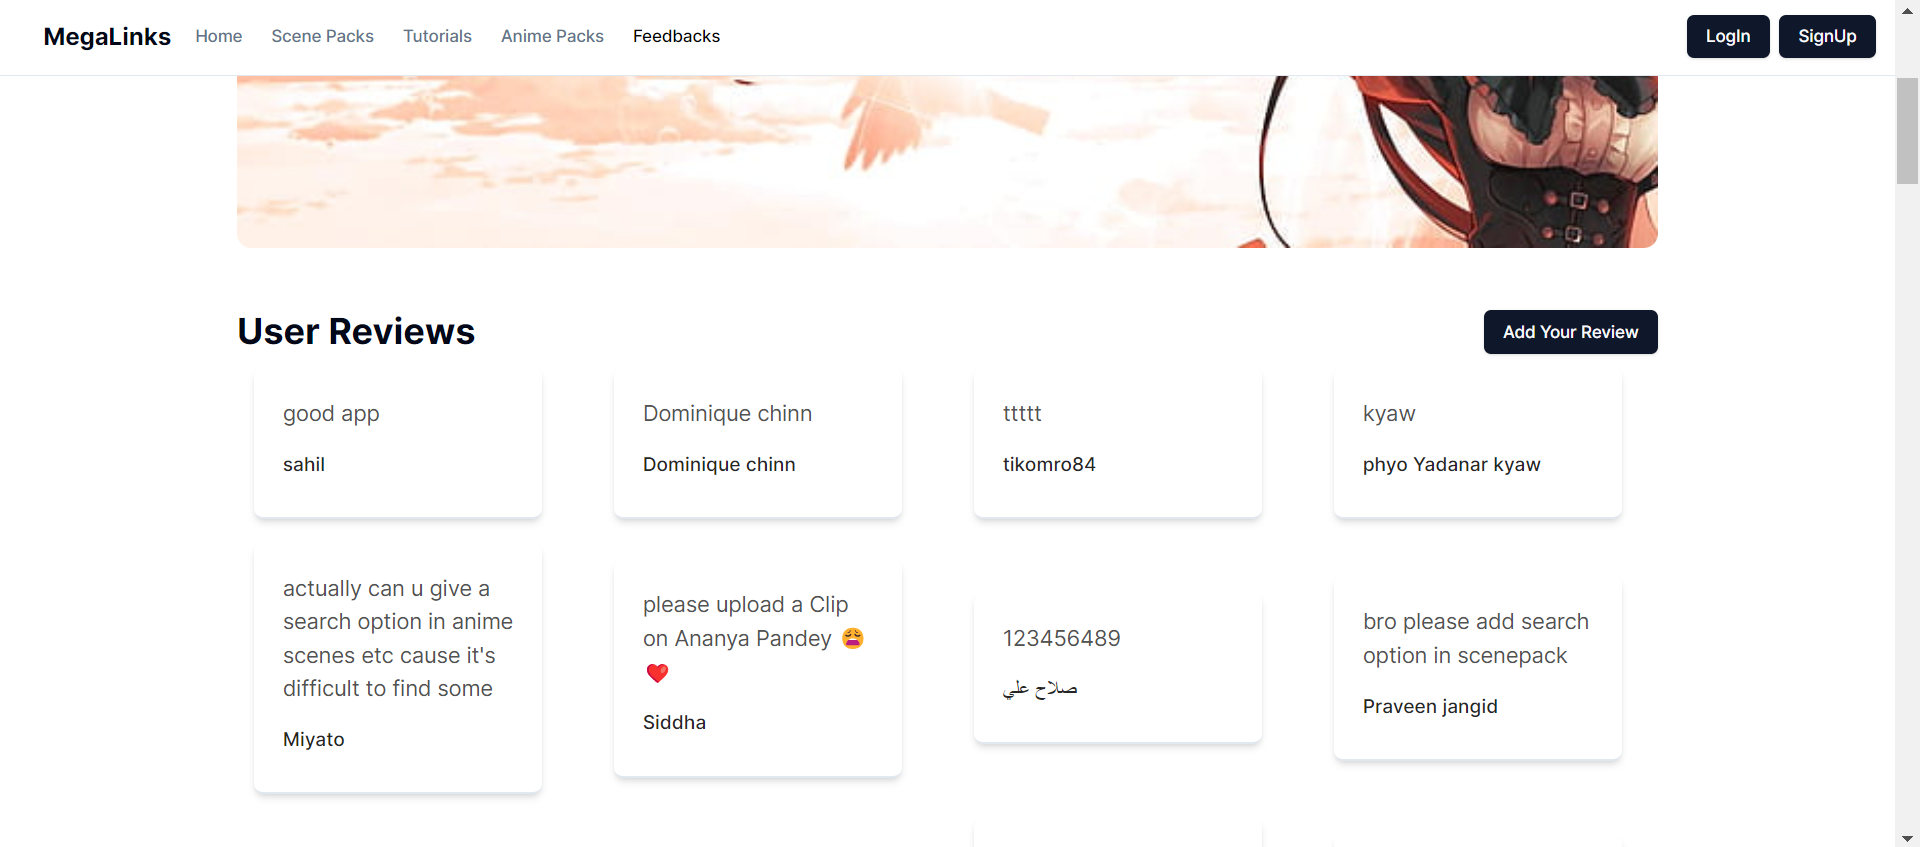 MegaLinks Home Scene Packs Tutorials Anime Packs Feedbacks LogIn SignUp
User Reviews Add Your Review
good app
sahil
Dominique chinn
Dominique chinn
ttttt
tikomro84
kyaw
phyo Yadanar kyaw
actually can u give a
search option in anime
scenes etc cause it's
difficult to find some
Miyato
please upload a Clip
on Ananya Pandey 😩
❤️
Siddha
123456489
صلاح علي
bro please add search
option in scenepack
Praveen jangid